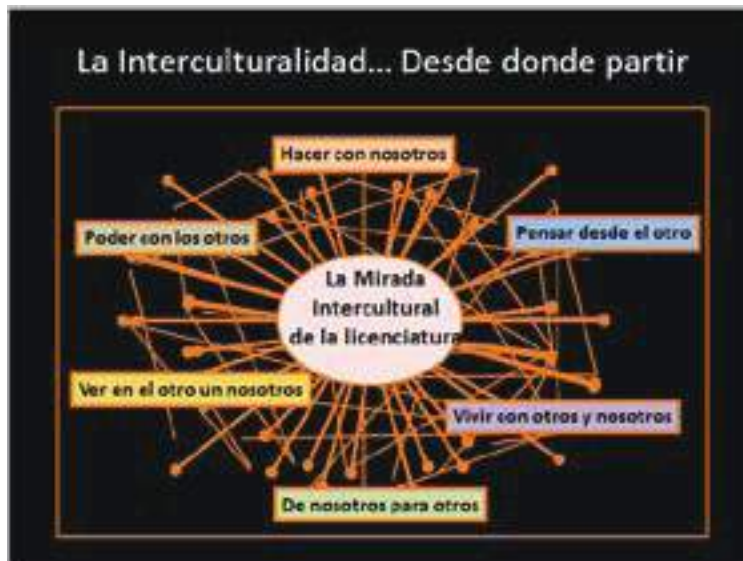 La Interculturalidad... Desde donde partir
Hacer con nosotros
Poder con los otros
Pensar desde el otro
La Mirada
Intercultural
de la licenciatura
Ver en el otro un nosotros
Vivir con otros y nosotros
De nosotros para otros